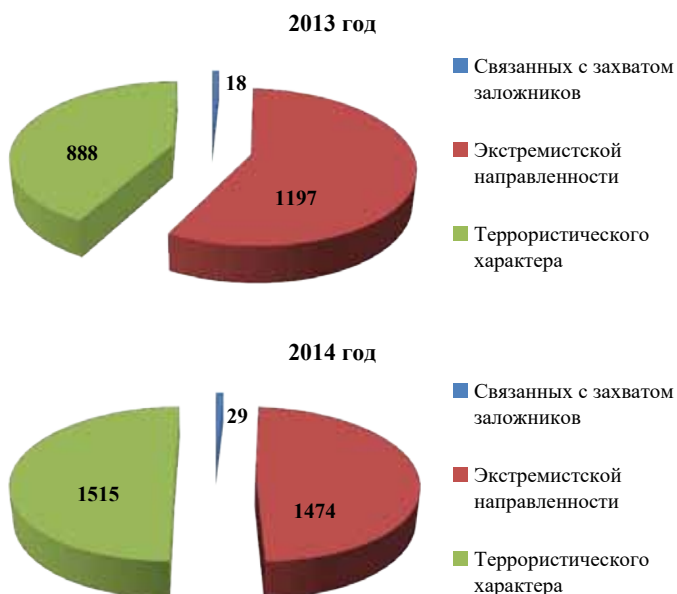 2013 год
18
888
1197
Связанных с захватом
заложников
Экстремистской
направленности
Террористического
характера
2014 год
29
1515
1474
Связанных с захватом
заложников
Экстремистской
направленности
Террористического
характера